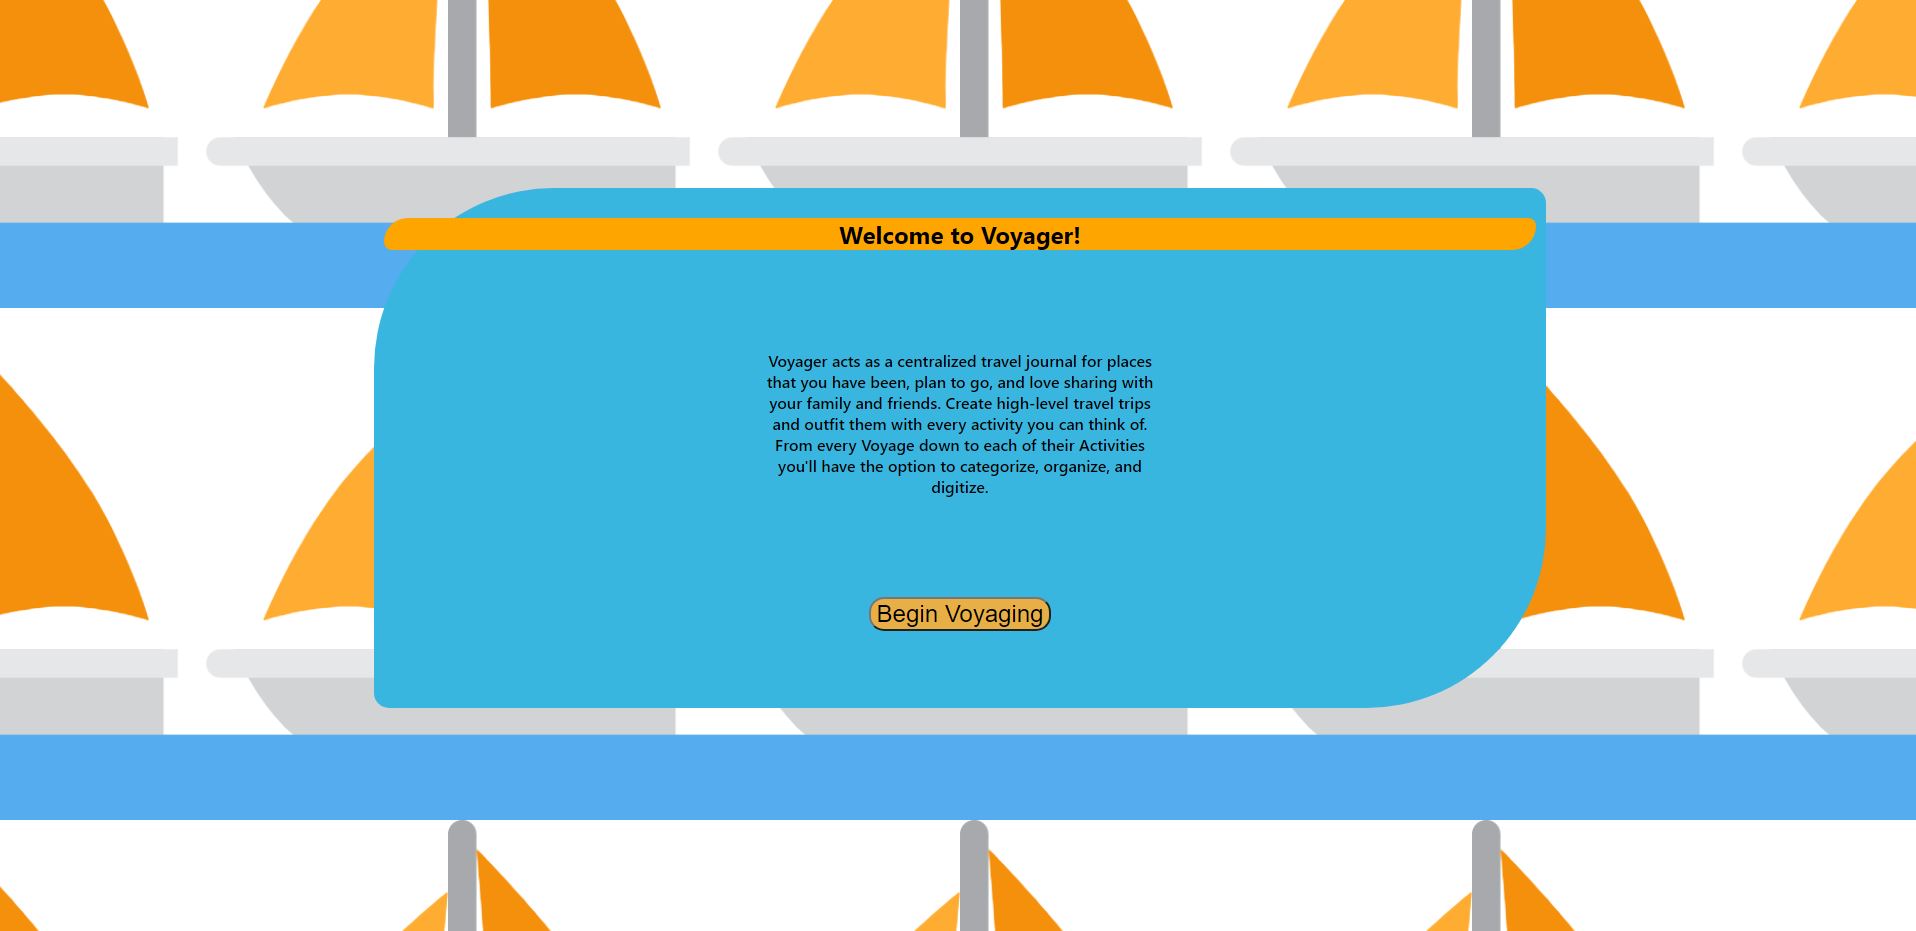 Welcome to Voyager!
Voyager acts as a centralized travel journal for places
that you have been, plan to go, and love sharing with
your family and friends. Create high-level travel trips
and outfit them with every activity you can think of.
From every Voyage down to each of their Activities
you'll have the option to categorize, organize, and
digitize.
Begin Voyaging